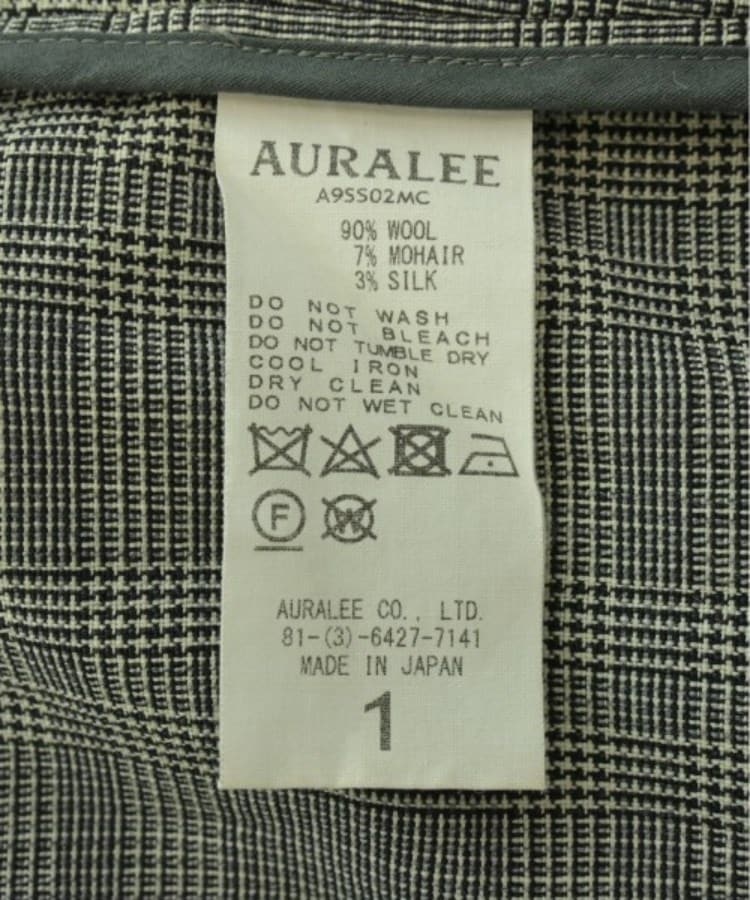 AURALEE
A9SS02MC
90% WOOL
7% MOHAIR
3% SILK
DO NOT WASH
DO NOT BLEACH
DO NOT TUMBLE DRY
COOL IRON
DRY CLEAN
DO NOT WET CLEAN
F W
AURALEE CO., LTD.
81-(3)-6427-7141
MADE IN JAPAN
1